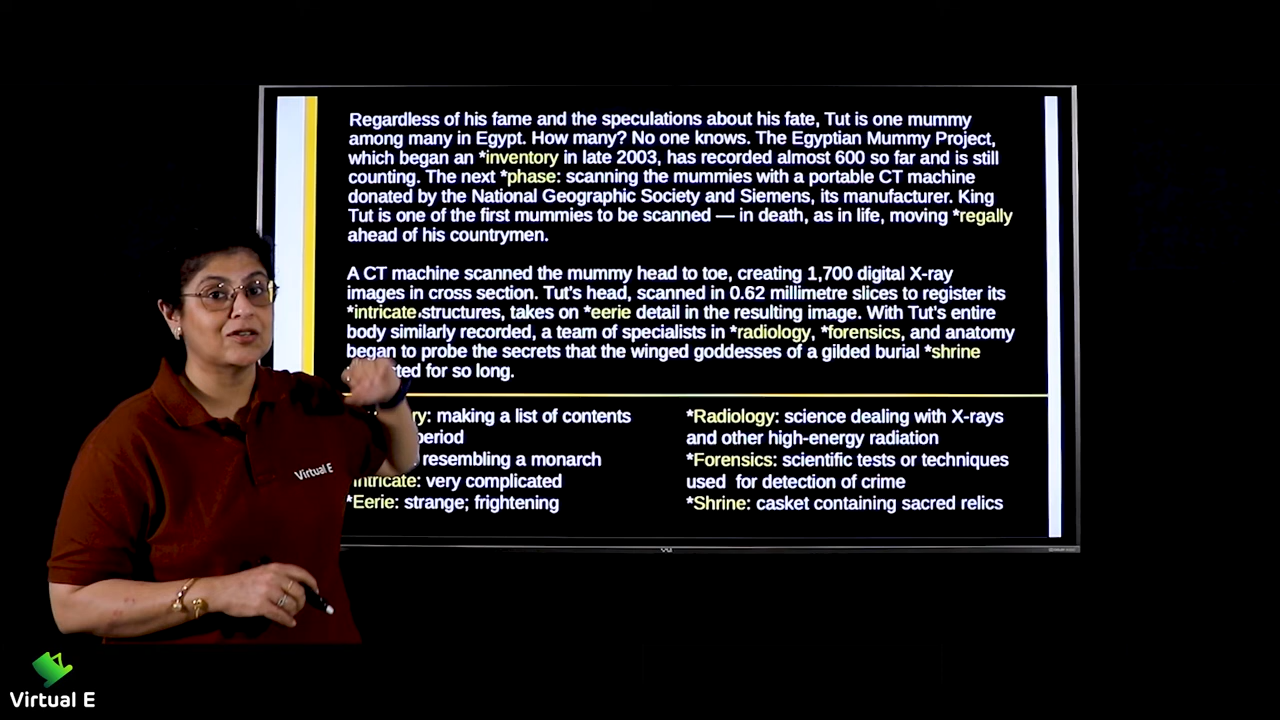 Regardless of his fame and the speculations about his fate, Tut is one mummy
among many in Egypt. How many? No one knows. The Egyptian Mummy Project,
which began an *inventory in late 2003, has recorded almost 600 so far and is still
counting. The next *phase: scanning the mummies with a portable CT machine
donated by the National Geographic Society and Siemens, its manufacturer. King
Tut is one of the first mummies to be scanned — in death, as in life, moving *regally
ahead of his countrymen.
A CT machine scanned the mummy head to toe, creating 1,700 digital X-ray
images in cross section. Tut's head, scanned in 0.62 millimetre slices to register its
*intricate structures, takes on *eerie detail in the resulting image. With Tut's entire
body similarly recorded, a team of specialists in *radiology, *forensics, and anatomy
began to probe the secrets that the winged goddesses of a gilded burial *shrine
for so long.
making a list of contents
period
resembling a monarch
Intricate: very complicated
*Eerie: strange; frightening
*Radiology: science dealing with X-rays
and other high-energy radiation
*Forensics: scientific tests or techniques
used for detection of crime
*Shrine: casket containing sacred relics
Virtual E
Virtual E